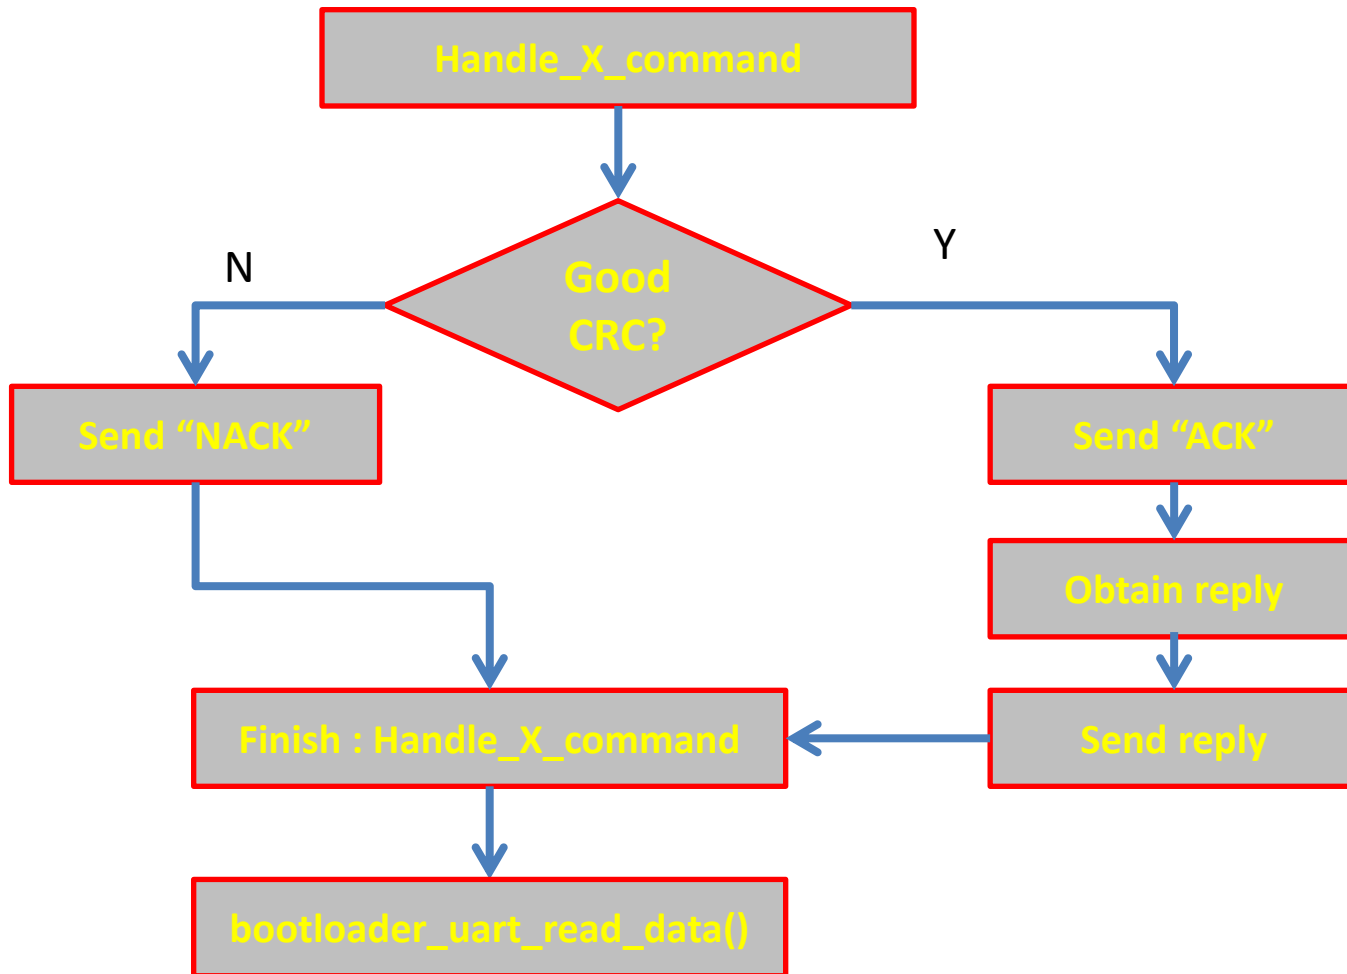 Handle_X_command
N
Y
Good
CRC?
Send “NACK”
Send “ACK”
Obtain reply
Finish : Handle_X_command
Send reply
bootloader_uart_read_data()